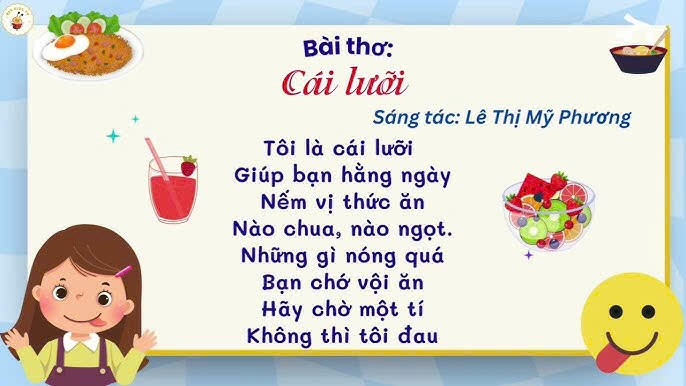 Bài thơ:
Cái lưỡi
Sáng tác: Lê Thị Mỹ Phương
Tôi là cái lưỡi
Giúp bạn hằng ngày
Nếm vị thức ăn
Nào chua, nào ngọt.
Những gì nóng quá
Bạn chớ vội ăn
Hãy chờ một tí
Không thì tôi đau